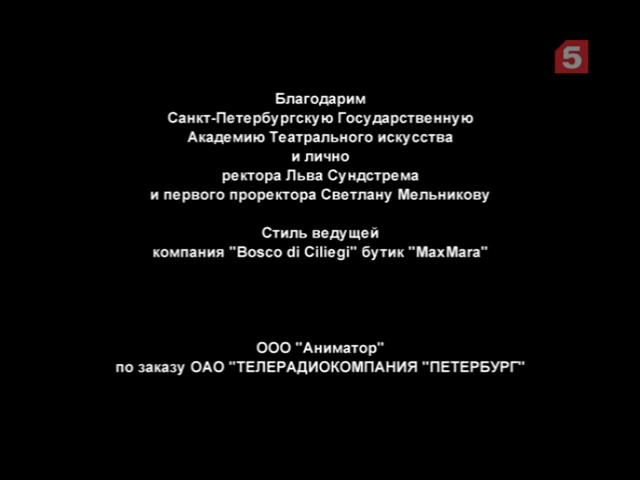 5
Благодарим
Санкт-Петербургскую Государственную
Академию Театрального искусства
и лично
ректора Льва Сундстрема
и первого проректора Светлану Мельникову
Стиль ведущей
компания "Bosco di Ciliegi" бутик "MaxMara"
ООО "Аниматор"
по заказу ОАО "ТЕЛЕРАДИОКОМПАНИЯ "ПЕТЕРБУРГ"